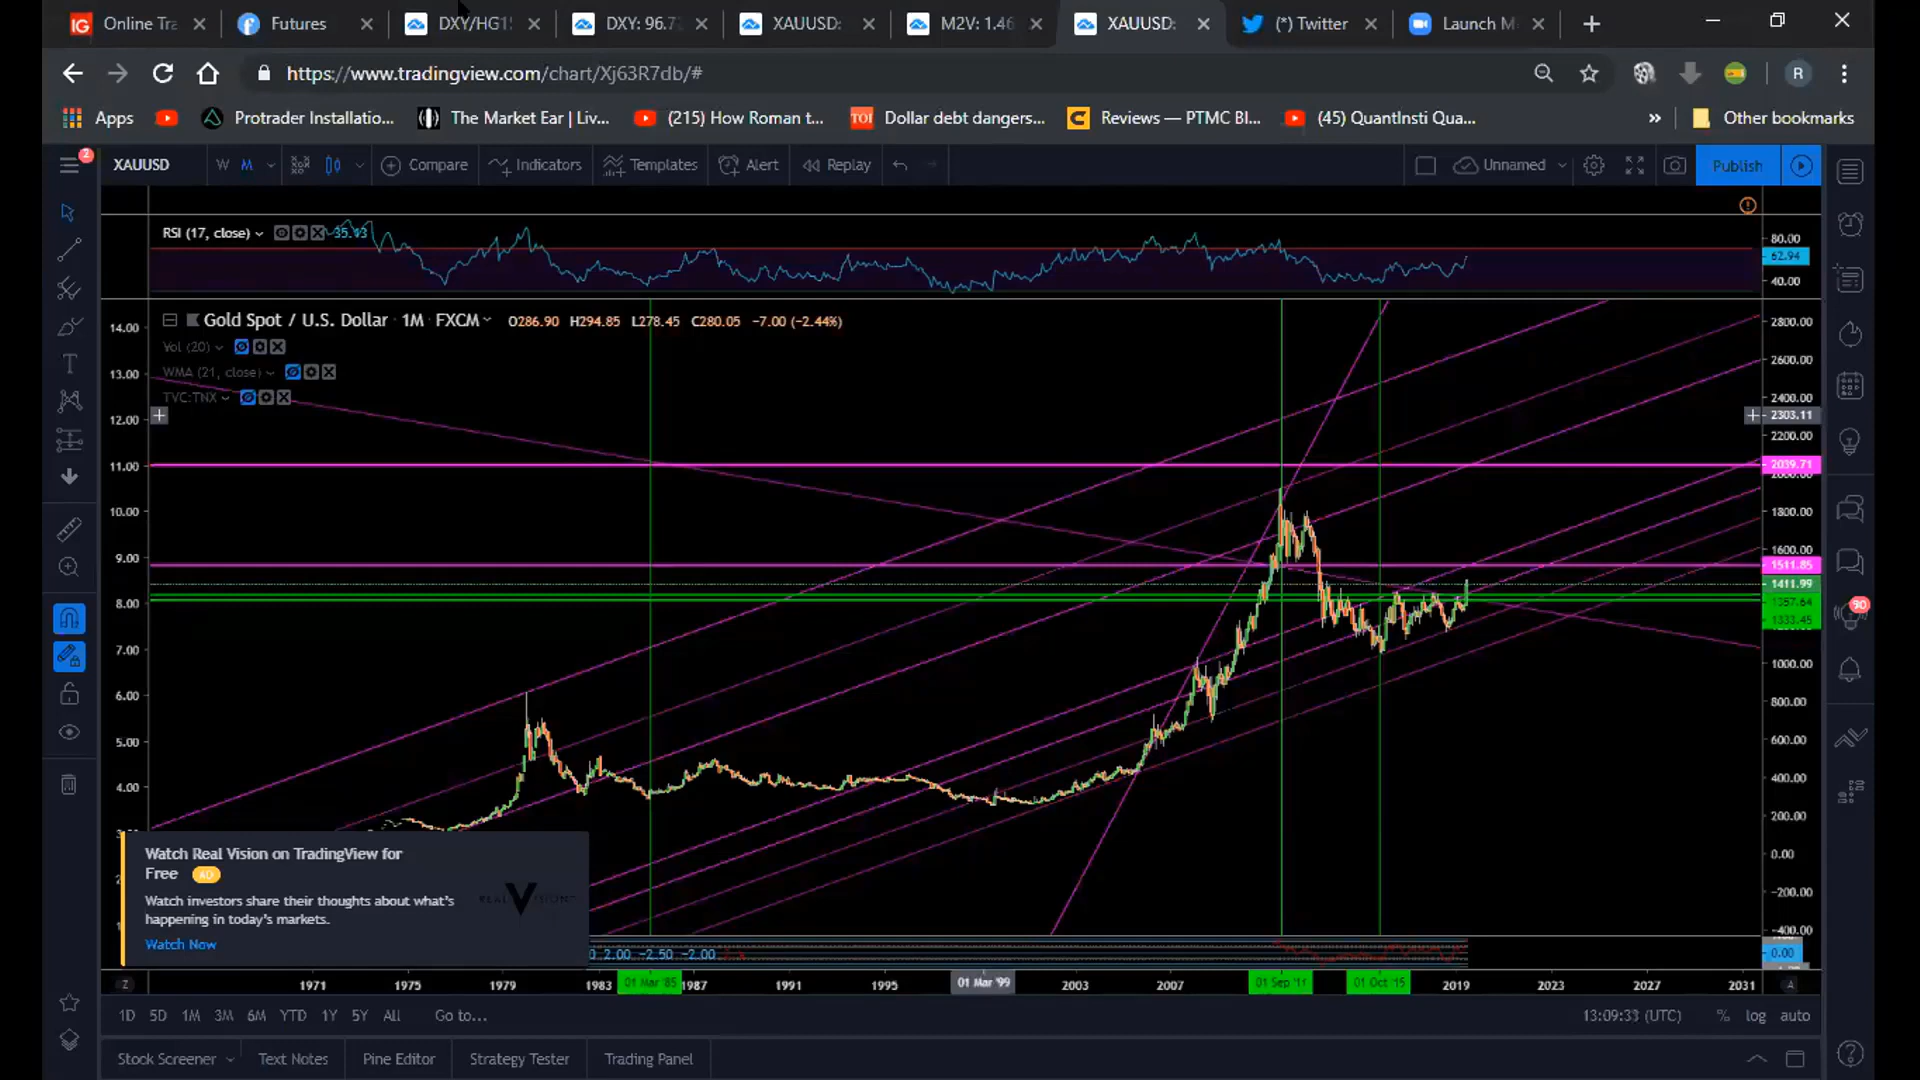 Online Tra
Futures
DXY/HG1!
DXY: 96.7
XAUUSD:
M2V: 1.46
XAUUSD:
(*) Twitter
Launch M
https://www.tradingview.com/chart/Xj63R7db/#
R
Apps
Protrader Installatio...
The Market Ear | Liv...
(215) How Roman t...
TOI Dollar debt dangers...
Reviews — PTMC Bl...
(45) QuantInsti Qua...
» Other bookmarks
2
XAUUSD
W M
Compare
Indicators
Templates
Alert
Replay
Unnamed
Publish
RSI (17, close)
35.43
80.00
62.94
40.00
Gold Spot / U.S. Dollar · 1M · FXCM
O286.90 H294.85 L278.45 C280.05 −7.00 (−2.44%)
Vol (20)
WMA (21, close)
TVC:TNX
14.00
13.00
12.00
11.00
10.00
9.00
8.00
7.00
6.00
5.00
4.00
2800.00
2600.00
2400.00
2303.11
2200.00
2039.71
1800.00
1600.00
1511.85
1411.99
1357.64
1333.45
1000.00
800.00
600.00
400.00
200.00
0.00
−200.00
−400.00
0.00
90
Watch Real Vision on TradingView for
Free AD
Watch investors share their thoughts about what's
happening in today's markets.
Watch Now
REAL VISION
0 2.00 −2.50 −2.00
Z
1971
1975
1979
1983
01 Mar '85
1987
1991
1995
01 Mar '99
2003
2007
01 Sep '11
01 Oct '15
2019
2023
2027
2031
A
1D 5D 1M 3M 6M YTD 1Y 5Y All Go to...
13:09:33 (UTC) % log auto
Stock Screener
Text Notes
Pine Editor
Strategy Tester
Trading Panel